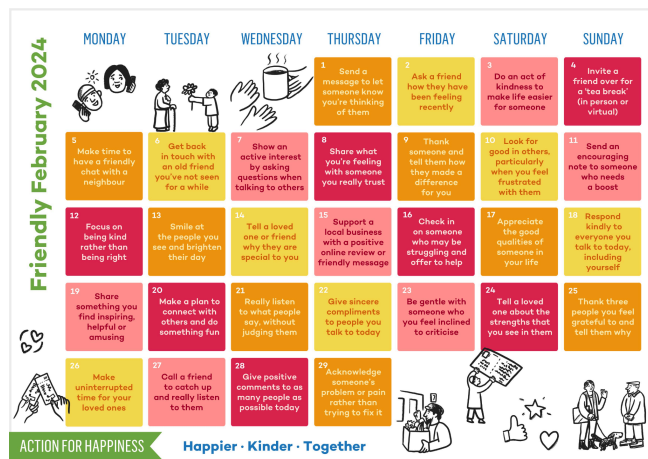 Friendly February 2024
MONDAY
TUESDAY
WEDNESDAY
THURSDAY
FRIDAY
SATURDAY
SUNDAY
1
Send a
message to let
someone know
you're thinking
of them
2
Ask a friend
how they have
been feeling
recently
3
Do an act of
kindness to
make life easier
for someone
4
Invite a
friend over
for a
'tea break'
(in person or
virtual)
5
Make time to
have a friendly
chat with a
neighbour
6
Get back
in touch with
an old friend
you've not seen
for a while
7
Show an
active interest
by asking
questions when
talking to others
8
Share what
you're feeling
with someone
you really trust
9
Thank
someone and
tell them how
they made a
difference
for you
10
Look for
good in others,
particularly
when you feel
frustrated
with them
11
Send an
encouraging
note to someone
who needs
a boost
12
Focus on
being kind
rather than
being right
13
Smile at
the people you
see and brighten
their day
14
Tell a loved
one or friend
why they are
special to you
15
Support a
local business
with a positive
online review or
friendly message
16
Check in
on someone
who may be
struggling and
offer to help
17
Appreciate
the good
qualities of
someone in
your life
18
Respond
kindly to
everyone you
talk to today,
including
yourself
19
Share
something you
find inspiring,
helpful or
amusing
20
Make a plan to
connect with
others and do
something fun
21
Really listen
to what people
say, without
judging them
22
Give sincere
compliments
to people you
talk to today
23
Be gentle with
someone who
you feel inclined
to criticise
24
Tell a loved
one about the
strengths that
you see in them
25
Thank three
people you feel
grateful to and
tell them why
26
Make
uninterrupted
time for your
loved ones
27
Call a friend
to catch up
and really listen
to them
28
Give positive
comments to as
many people as
possible today
29
Acknowledge
someone's
problem or pain
rather than
trying to fix it
ACTION FOR HAPPINESS
Happier · Kinder · Together